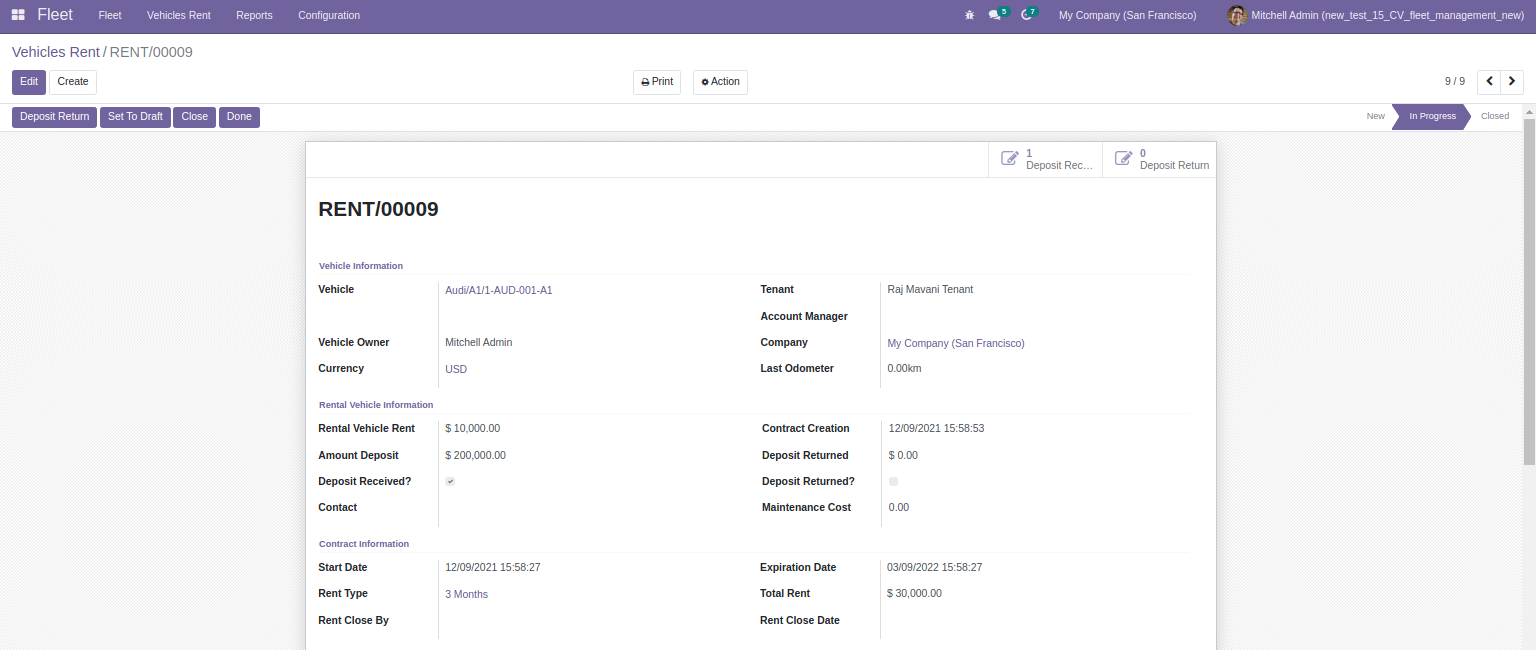 Fleet Fleet Vehicles Rent Reports Configuration 5 7 My Company (San Francisco) Mitchell Admin (new_test_15_CV_fleet_management_new)
Vehicles Rent / RENT/00009
Edit Create Print Action 9 / 9
Deposit Return Set To Draft Close Done New In Progress Closed
1 0
Deposit Rec... Deposit Return
RENT/00009
Vehicle Information
Vehicle Audi/A1/1-AUD-001-A1 Tenant Raj Mavani Tenant
Account Manager
Vehicle Owner Mitchell Admin Company My Company (San Francisco)
Currency USD Last Odometer 0.00km
Rental Vehicle Information
Rental Vehicle Rent $ 10,000.00 Contract Creation 12/09/2021 15:58:53
Amount Deposit $ 200,000.00 Deposit Returned $ 0.00
Deposit Received? Deposit Returned?
Contact Maintenance Cost 0.00
Contract Information
Start Date 12/09/2021 15:58:27 Expiration Date 03/09/2022 15:58:27
Rent Type 3 Months Total Rent $ 30,000.00
Rent Close By Rent Close Date